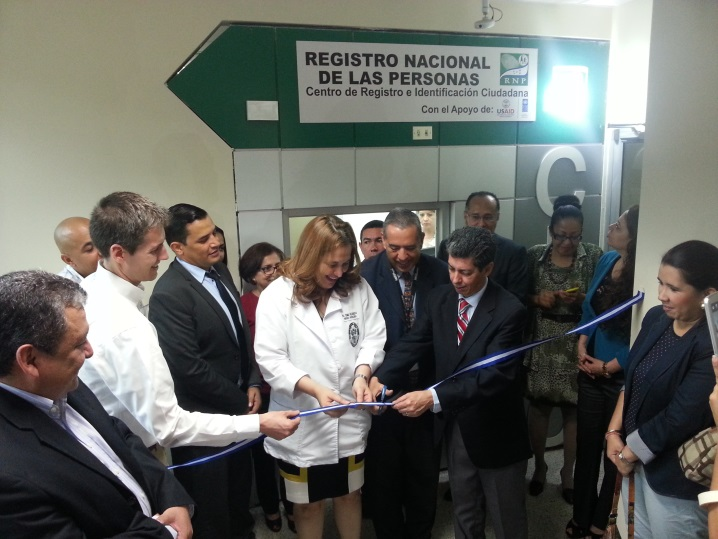 REGISTRO NACIONAL
DE LAS PERSONAS
Centro de Registro e Identificación Ciudadana
Con el Apoyo de:
RNP
USAID
C